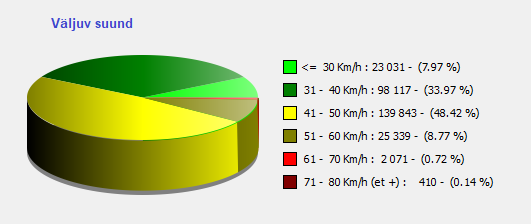 Väljuv suund
<= 30 Km/h : 23 031 - (7.97 %)
31 - 40 Km/h : 98 117 - (33.97 %)
41 - 50 Km/h : 139 843 - (48.42 %)
51 - 60 Km/h : 25 339 - (8.77 %)
61 - 70 Km/h : 2 071 - (0.72 %)
71 - 80 Km/h (et +) : 410 - (0.14 %)